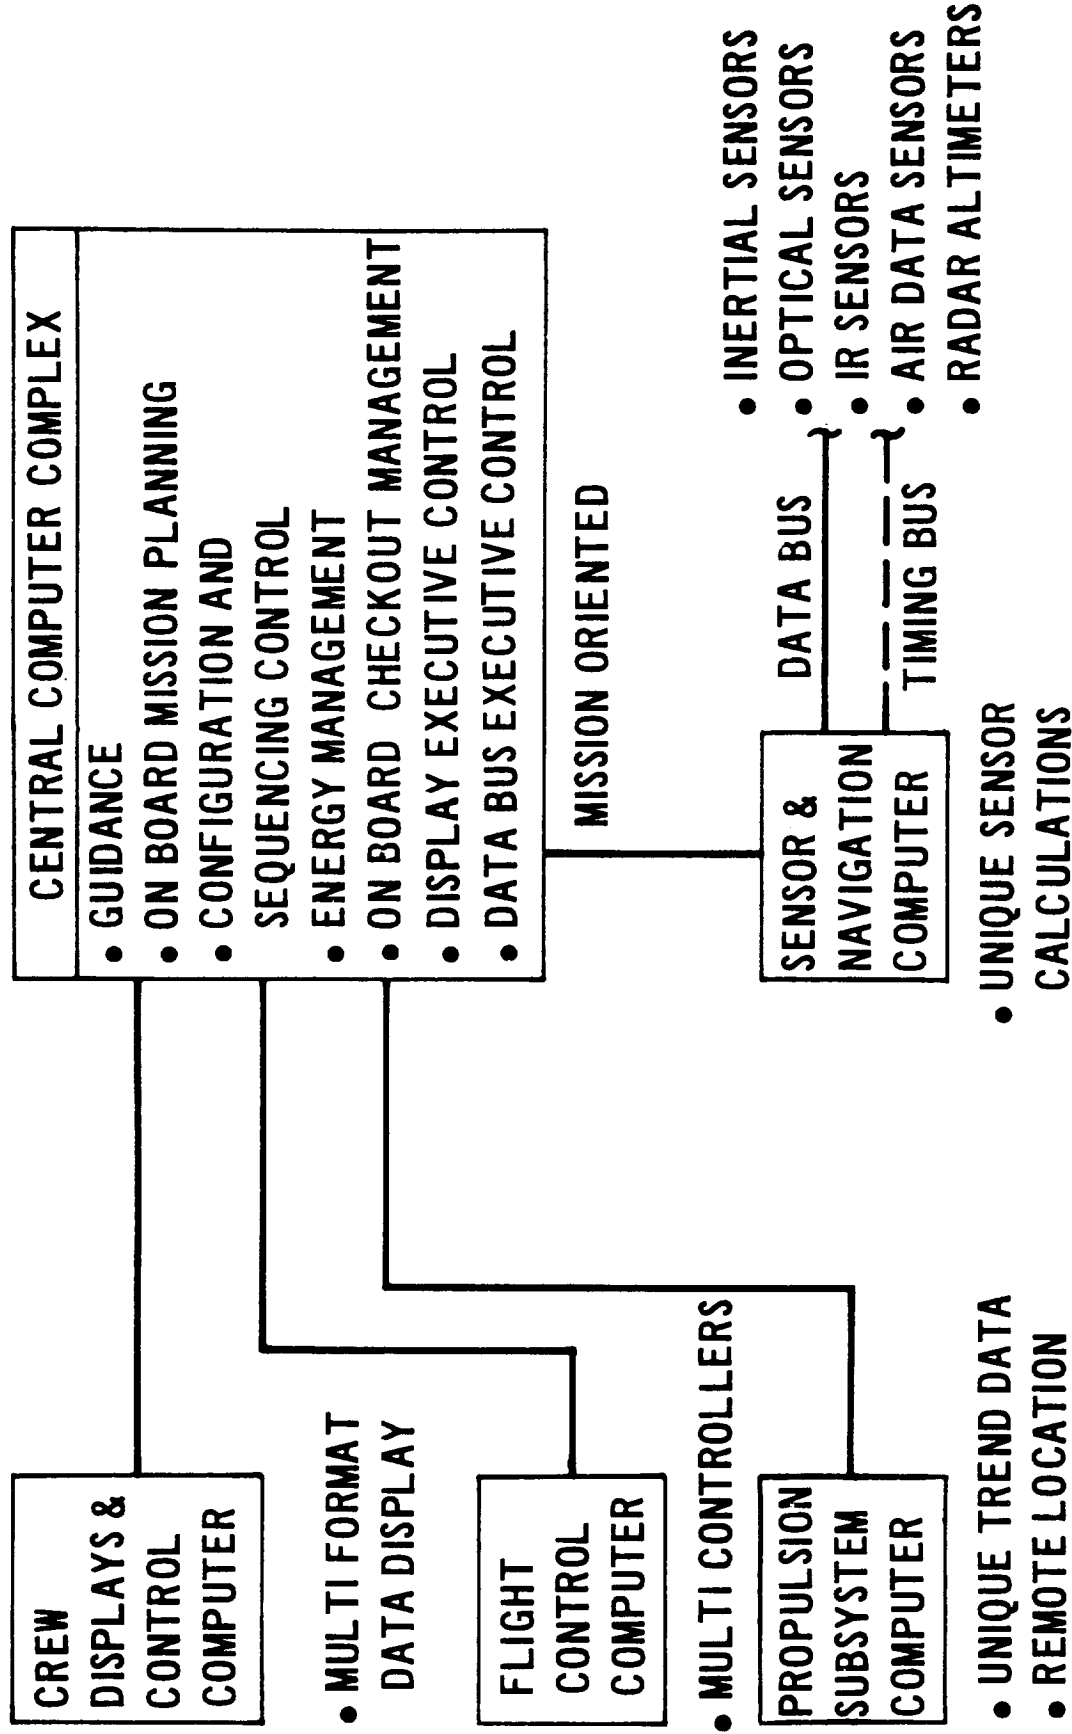 CREW
DISPLAYS &
CONTROL
COMPUTER
• MULTI FORMAT
DATA DISPLAY
FLIGHT
CONTROL
COMPUTER
• MULTI CONTROLLERS
PROPULSION
SUBSYSTEM
COMPUTER
• UNIQUE TREND DATA
• REMOTE LOCATION
CENTRAL COMPUTER COMPLEX
• GUIDANCE
• ON BOARD MISSION PLANNING
• CONFIGURATION AND
SEQUENCING CONTROL
• ENERGY MANAGEMENT
• ON BOARD CHECKOUT MANAGEMENT
• DISPLAY EXECUTIVE CONTROL
• DATA BUS EXECUTIVE CONTROL
MISSION ORIENTED
SENSOR &
NAVIGATION
COMPUTER
• UNIQUE SENSOR
CALCULATIONS
DATA BUS
TIMING BUS
• INERTIAL SENSORS
• OPTICAL SENSORS
• IR SENSORS
• AIR DATA SENSORS
• RADAR ALTIMETERS